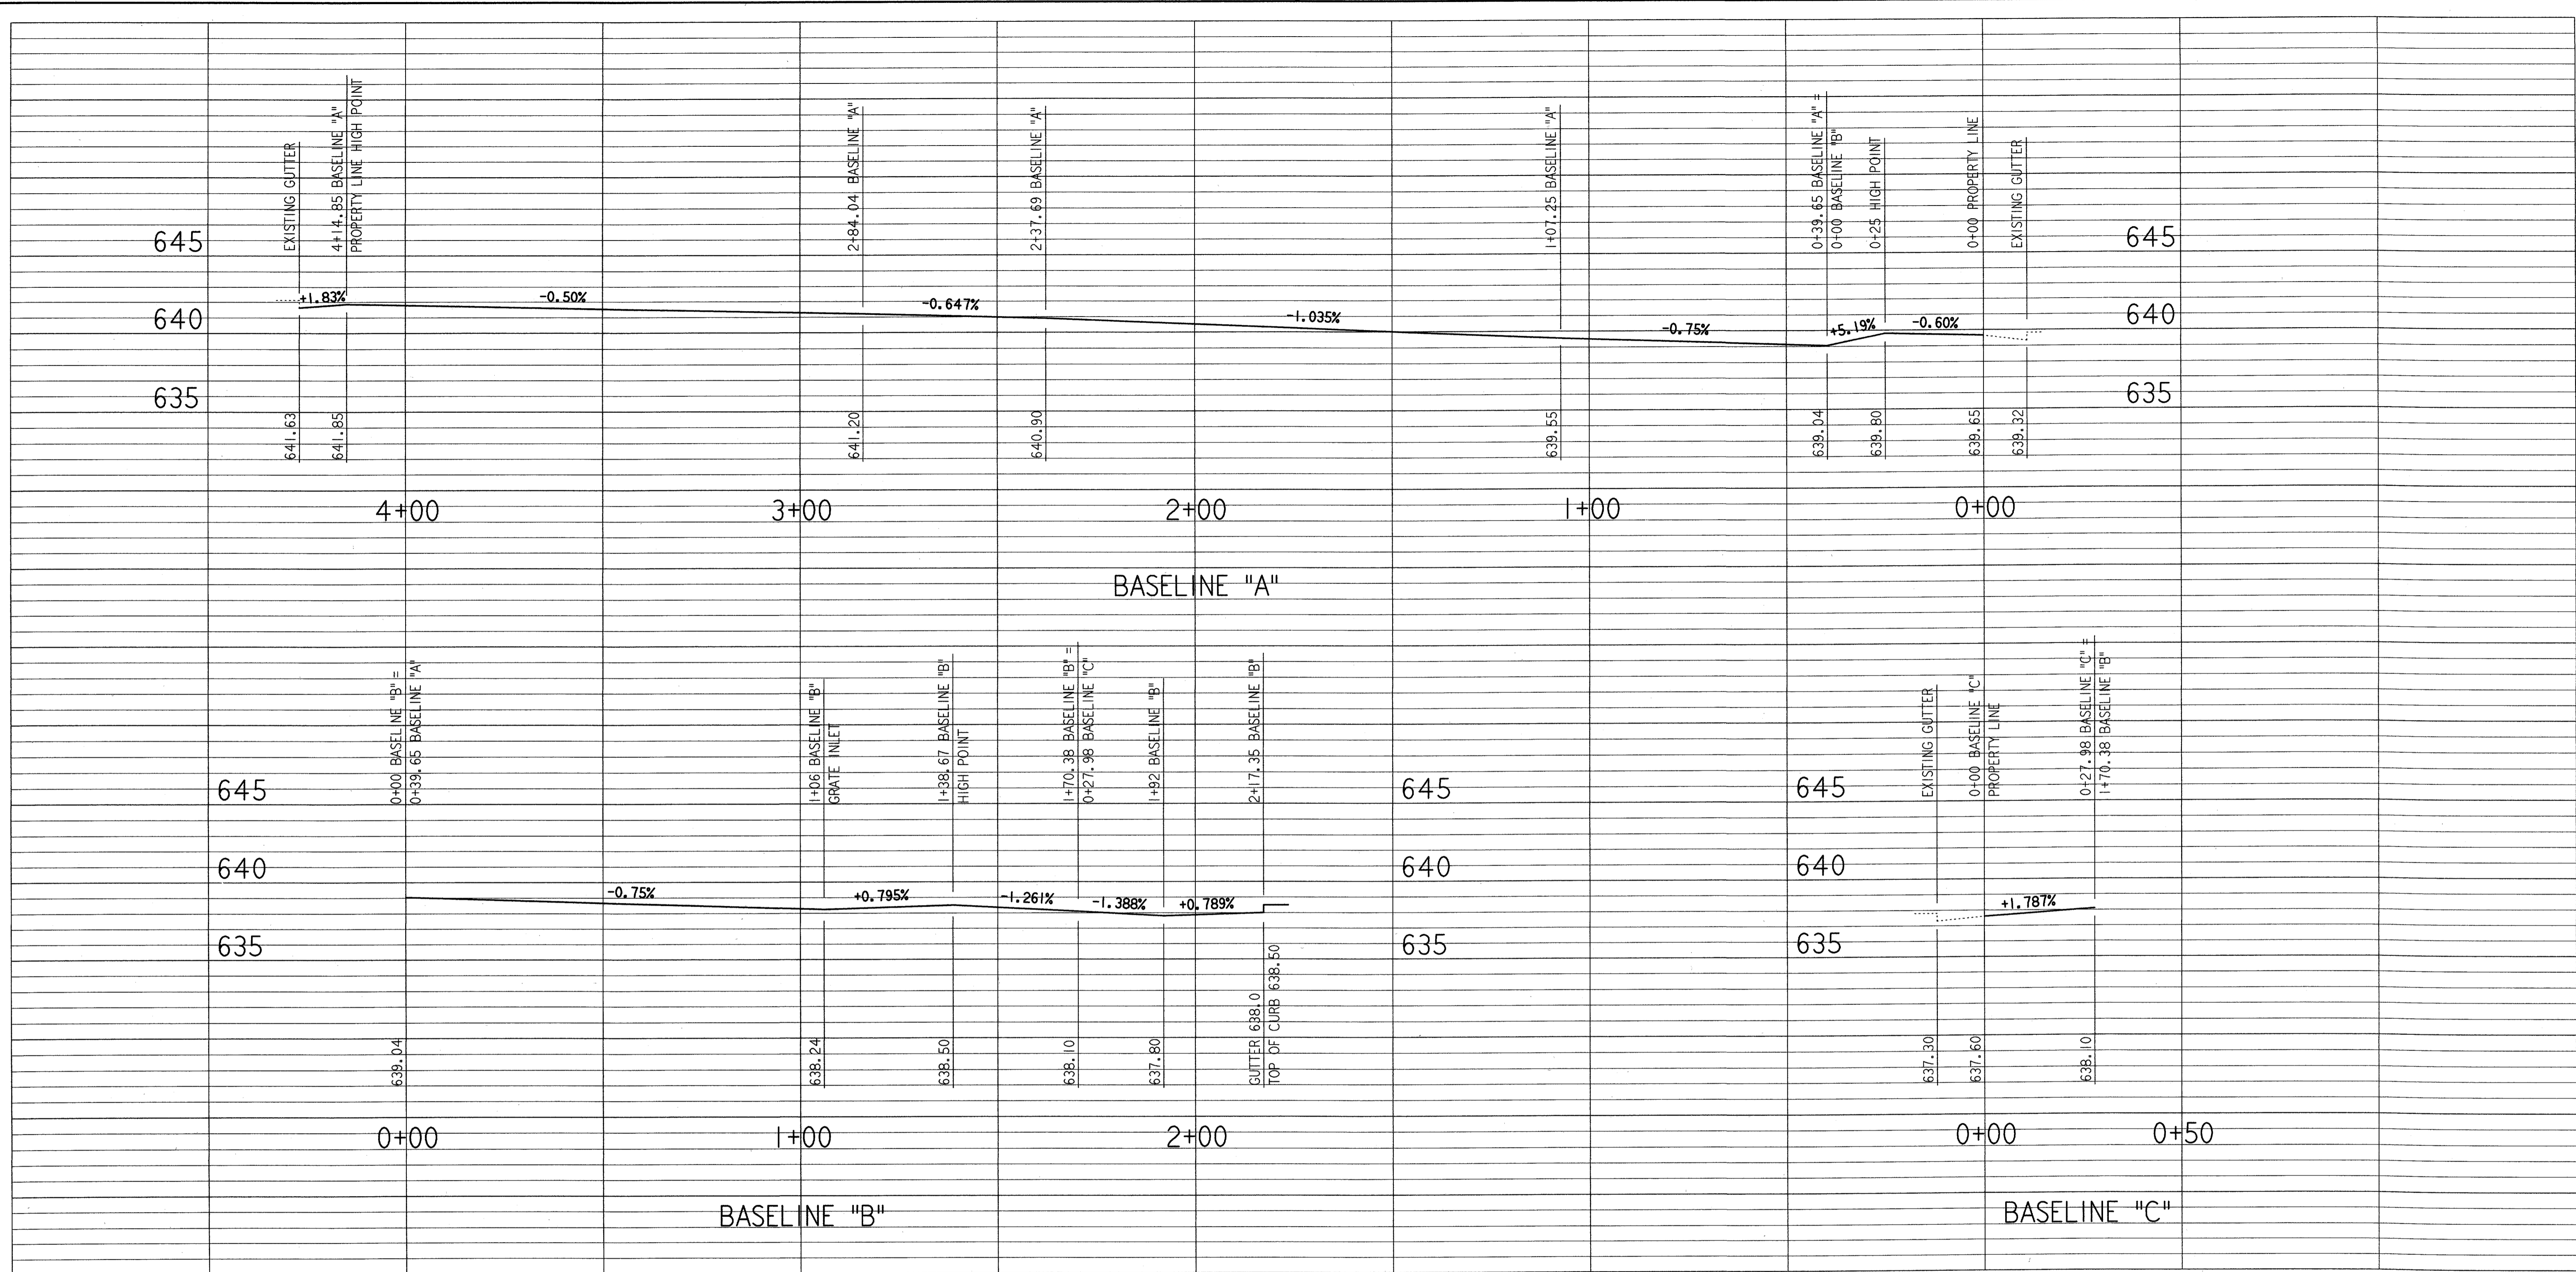 EXISTING GUTTER
4+14.85 BASELINE "A"
PROPERTY LINE HIGH POINT
2+84.04 BASELINE "A"
2+37.69 BASELINE "A"
1+07.25 BASELINE "A"
0+39.65 BASELINE "A" =
0+00 BASELINE "B"
0+25 HIGH POINT
0+00 PROPERTY LINE
EXISTING GUTTER
645
645
+1.83%
-0.50%
-0.647%
-1.035%
-0.75%
+5.19%
-0.60%
640
640
635
635
641.63
641.85
641.20
640.90
639.55
639.04
639.80
639.65
639.32
4+00
3+00
2+00
1+00
0+00
BASELINE "A"
0+00 BASELINE "B" =
0+39.65 BASELINE "A"
1+06 BASELINE "B"
GRATE INLET
1+38.67 BASELINE "B"
HIGH POINT
1+70.38 BASELINE "B" =
0+27.98 BASELINE "C"
1+92 BASELINE "B"
2+17.35 BASELINE "B"
645
645
640
640
-0.75%
+0.795%
-1.261%
-1.388%
+0.789%
635
635
639.04
638.24
638.50
638.10
637.80
GUTTER 638.0
TOP OF CURB 638.50
0+00
1+00
2+00
BASELINE "B"
EXISTING GUTTER
0+00 BASELINE "C"
PROPERTY LINE
0+27.98 BASELINE "C" =
1+70.38 BASELINE "B"
645
640
+1.787%
635
637.30
637.60
638.10
0+00
0+50
BASELINE "C"